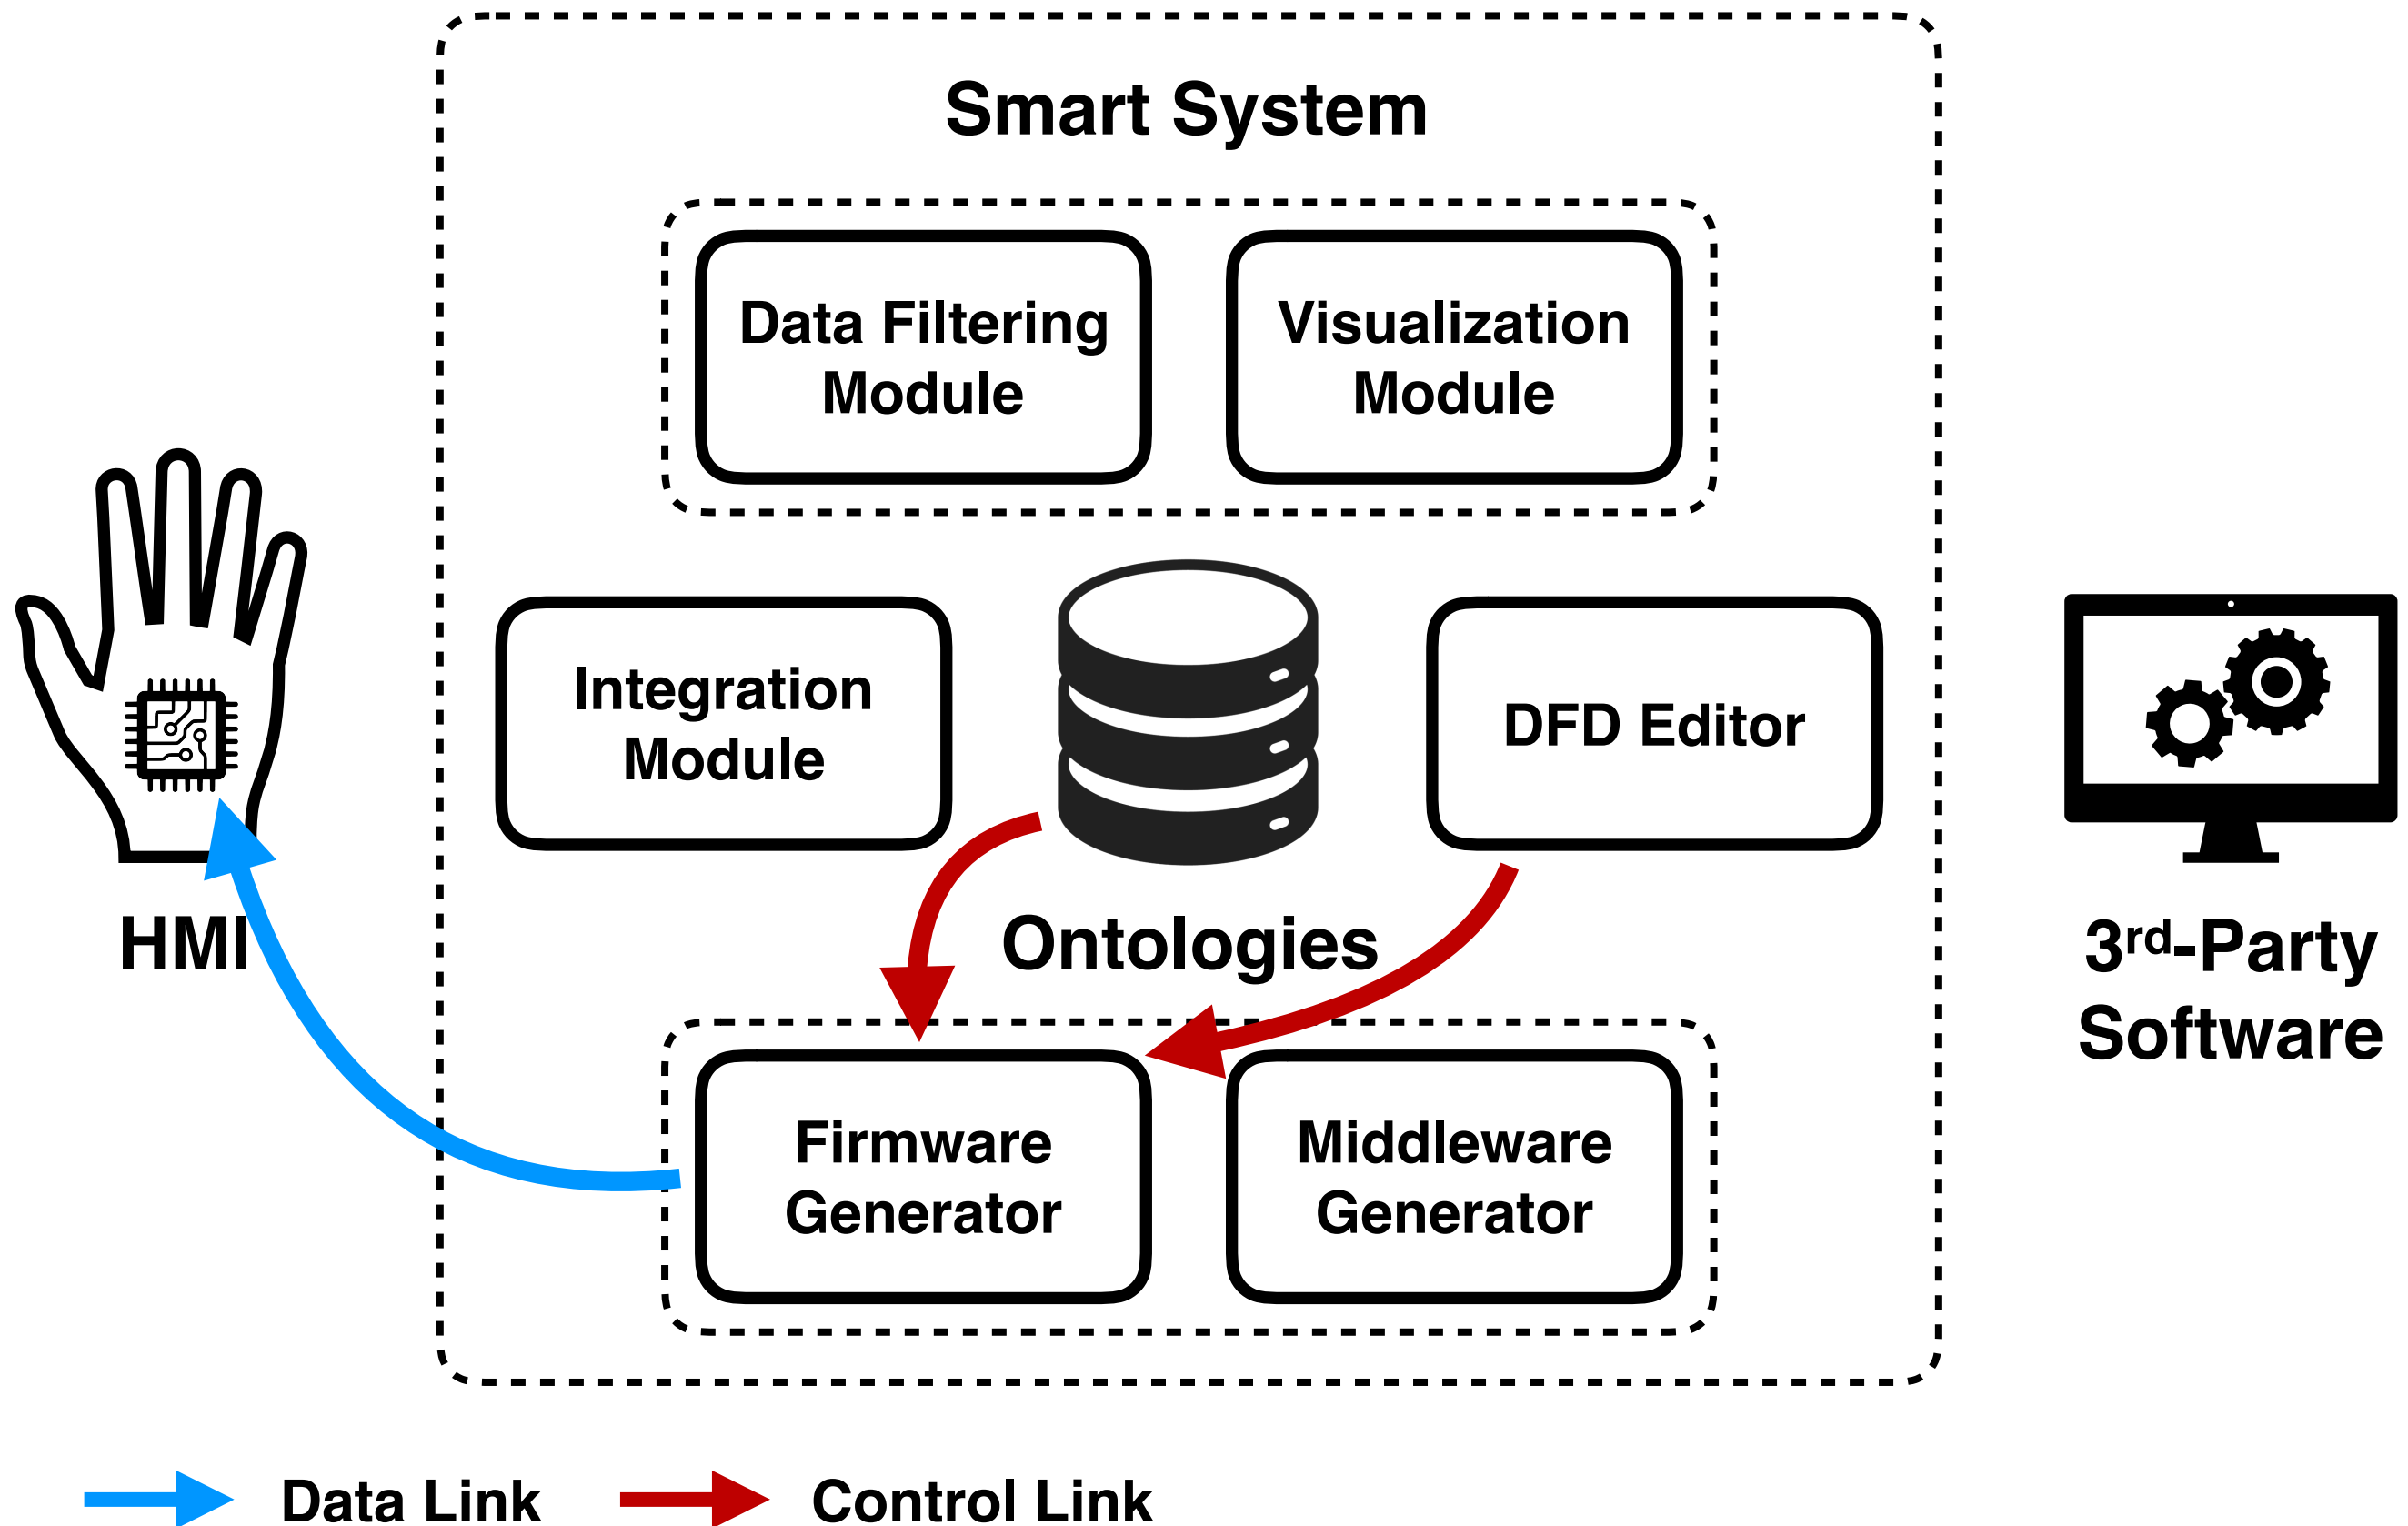 Smart System
Data Filtering
Module
Visualization
Module
Integration
Module
DFD Editor
HMI
Ontologies
3rd-Party
Software
Firmware
Generator
Middleware
Generator
Data Link
Control Link